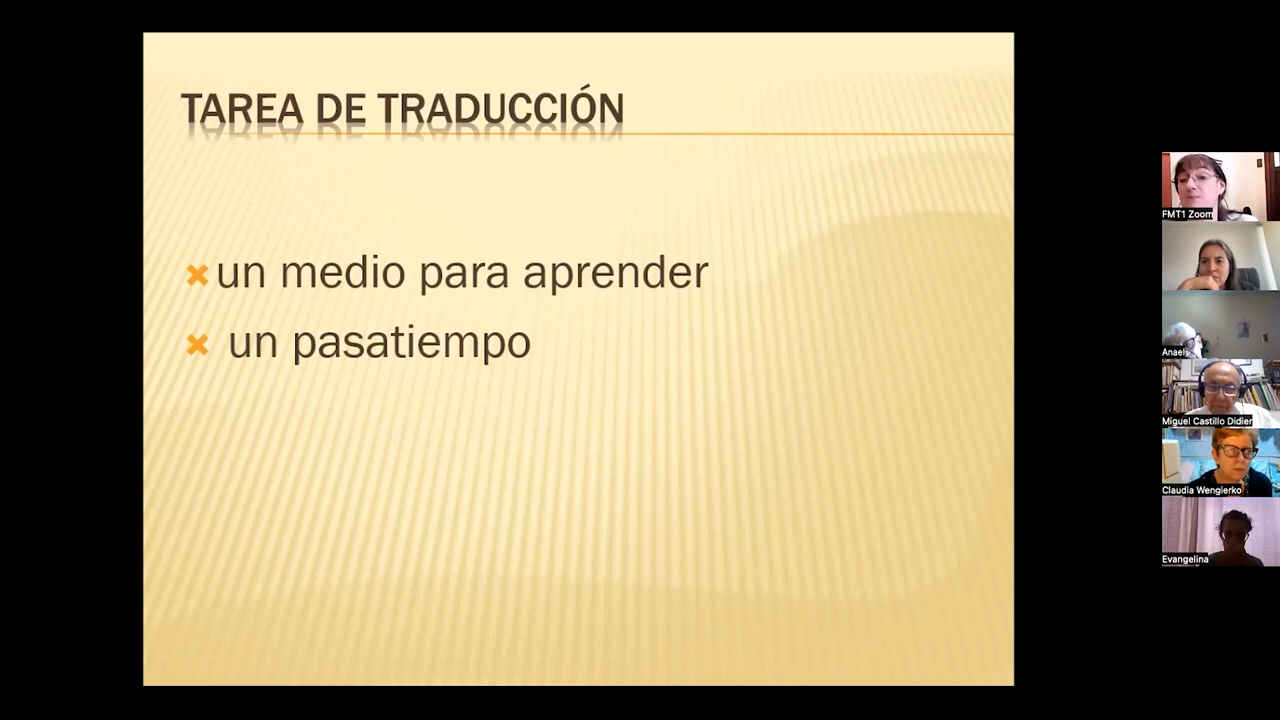 TAREA DE TRADUCCIÓN
un medio para aprender
un pasatiempo
FMT1 Zoom
Anael
Miguel Castillo Didier
Claudia Wengierko
Evangelina